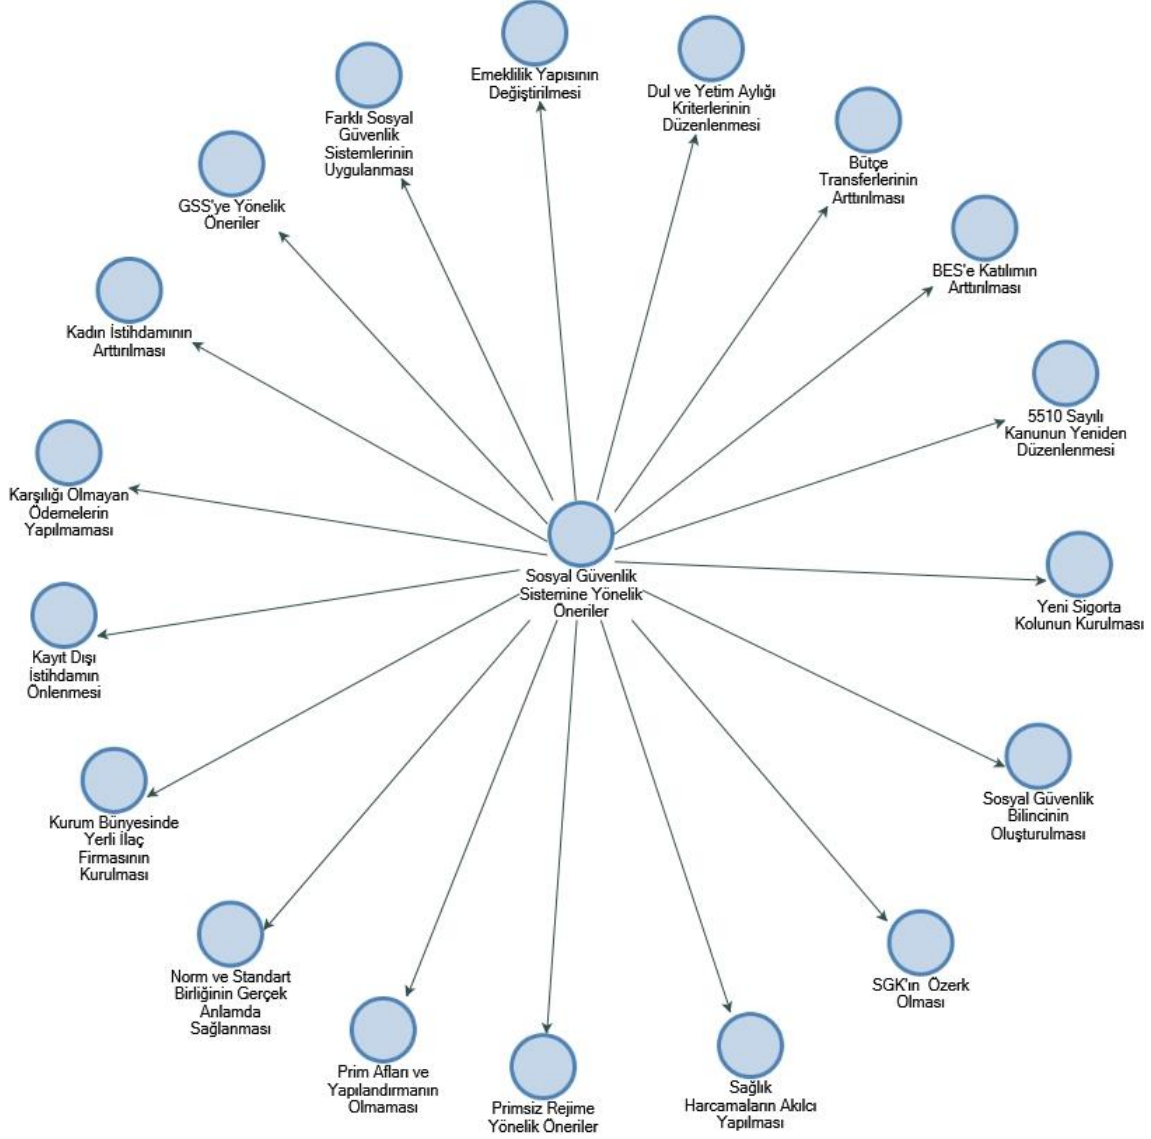 Emeklilik Yapısının
Değiştirilmesi
Dul ve Yetim Aylığı
Kriterlerinin
Düzenlenmesi
Farklı Sosyal
Güvenlik
Sistemlerinin
Uygulanması
Bütçe
Transferlerinin
Arttırılması
GSS'ye Yönelik
Öneriler
BES'e Katılımın
Arttırılması
Kadın İstihdamının
Arttırılması
5510 Sayılı
Kanunun Yeniden
Düzenlenmesi
Karşılığı Olmayan
Ödemelerin
Yapılmaması
Sosyal Güvenlik
Sistemine Yönelik
Öneriler
Yeni Sigorta
Kolunun Kurulması
Kayıt Dışı
İstihdamın
Önlenmesi
Sosyal Güvenlik
Bilincinin
Oluşturulması
Kurum Bünyesinde
Yerli İlaç
Firmasının
Kurulması
Norm ve Standart
Birliğinin Gerçek
Anlamda
Sağlanması
SGK'ın Özerk
Olması
Prim Afları ve
Yapılandırmanın
Olmaması
Primsiz Rejime
Yönelik Öneriler
Sağlık
Harcamaların Akılcı
Yapılması